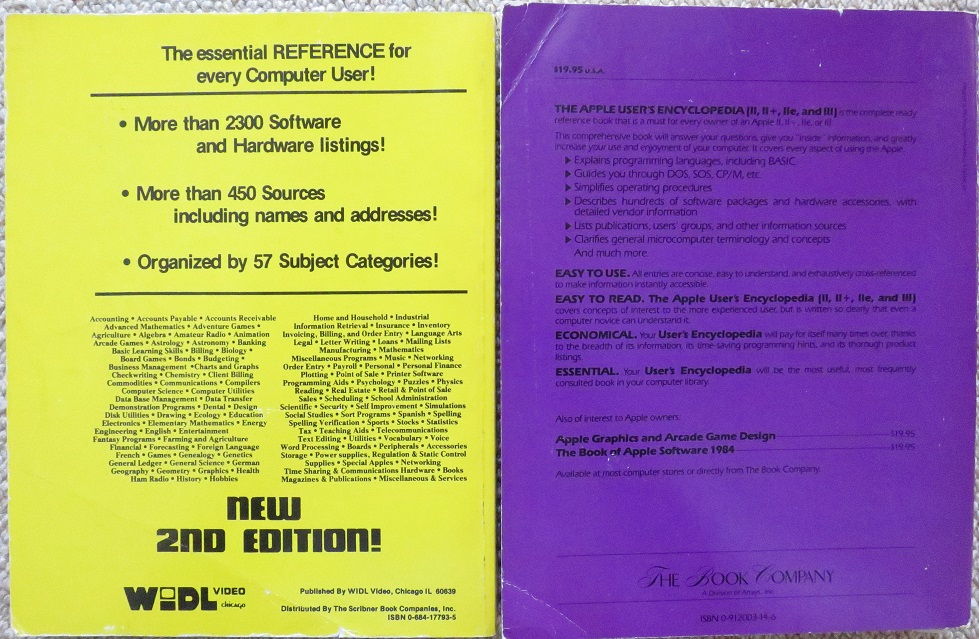 The essential REFERENCE for
every Computer User!
• More than 2300 Software
and Hardware listings!
• More than 450 Sources
including names and addresses!
• Organized by 57 Subject Categories!
Accounting • Accounts Payable • Accounts Receivable
Advanced Mathematics • Adventure Games •
Agriculture • Algebra • Amateur Radio • Animation
Arcade Games • Astrology • Astronomy • Banking
Basic Learning Skills • Billing • Biology •
Board Games • Bonds • Budgeting •
Business Management •Charts and Graphs
Checkwriting • Chemistry • Client Billing
Commodities • Communications • Compilers
Computer Science • Computer Utilities
Data Base Management • Data Transfer
Demonstration Programs • Dental • Design
Disk Utilities • Drawing • Ecology • Education
Electronics • Elementary Mathematics • Energy
Engineering • English • Entertainment
Fantasy Programs • Farming and Agriculture
Financial • Forecasting • Foreign Language
French • Games • Genealogy • Genetics
General Ledger • General Science • German
Geography • Geometry • Graphics • Health
Ham Radio • History • Hobbies
Home and Household • Industrial
Information Retrieval • Insurance • Inventory
Invoicing, Billing, and Order Entry • Language Arts
Legal • Letter Writing • Loans • Mailing Lists
Manufacturing • Mathematics
Miscellaneous Programs • Music • Networking
Order Entry • Payroll • Personal • Personal Finance
Plotting • Point of Sale • Printer Software
Programming Aids • Psychology • Puzzles • Physics
Reading • Real Estate • Retail & Point of Sale
Sales • Scheduling • School Administration
Scientific • Security • Self Improvement • Simulations
Social Studies • Sort Programs • Spanish • Spelling
Spelling Verification • Sports • Stocks • Statistics
Tax • Teaching Aids • Telecommunications
Text Editing • Utilities • Vocabulary • Voice
Word Processing • Boards • Peripherals • Accessories
Storage • Power supplies, Regulation & Static Control
Supplies • Special Apples • Networking
Time Sharing & Communications Hardware • Books
Magazines & Publications • Miscellaneous & Services
NEW
2ND EDITION!
WIDL VIDEO
chicago
Published By WIDL Video, Chicago IL 60639
Distributed By The Scribner Book Companies, Inc.
ISBN 0-684-17793-5
$19.95 U.S.A.
THE APPLE USER'S ENCYCLOPEDIA (II, II+, IIe, and III) is the complete ready
reference book that is a must for every owner of an Apple II, II+, IIe, or III.
This comprehensive book will answer your questions, give you "inside" information, and greatly
increase your use and enjoyment of your computer. It covers every aspect of using the Apple.
Explains programming languages, including BASIC
Guides you through DOS, SOS, CP/M, etc.
Simplifies operating procedures
Describes hundreds of software packages and hardware accessories, with
detailed vendor information
Lists publications, users' groups, and other information sources
Clarifies general microcomputer terminology and concepts
And much more.
EASY TO USE. All entries are concise, easy to understand, and exhaustively cross-referenced
to make information instantly accessible.
EASY TO READ. The Apple User's Encyclopedia (II, II+, IIe, and III)
covers concepts of interest to the more experienced user, but is written so clearly that even a
computer novice can understand it.
ECONOMICAL. Your User's Encyclopedia will pay for itself many times over, thanks
to the breadth of its information, its time-saving programming hints, and its thorough product
listings.
ESSENTIAL. Your User's Encyclopedia will be the most useful, most frequently
consulted book in your computer library.
Also of interest to Apple owners:
Apple Graphics and Arcade Game Design $19.95
The Book of Apple Software 1984 $19.95
Available at most computer stores or directly from The Book Company.
THE BOOK COMPANY
A Division of Arrays, Inc.
ISBN 0-912003-14-6